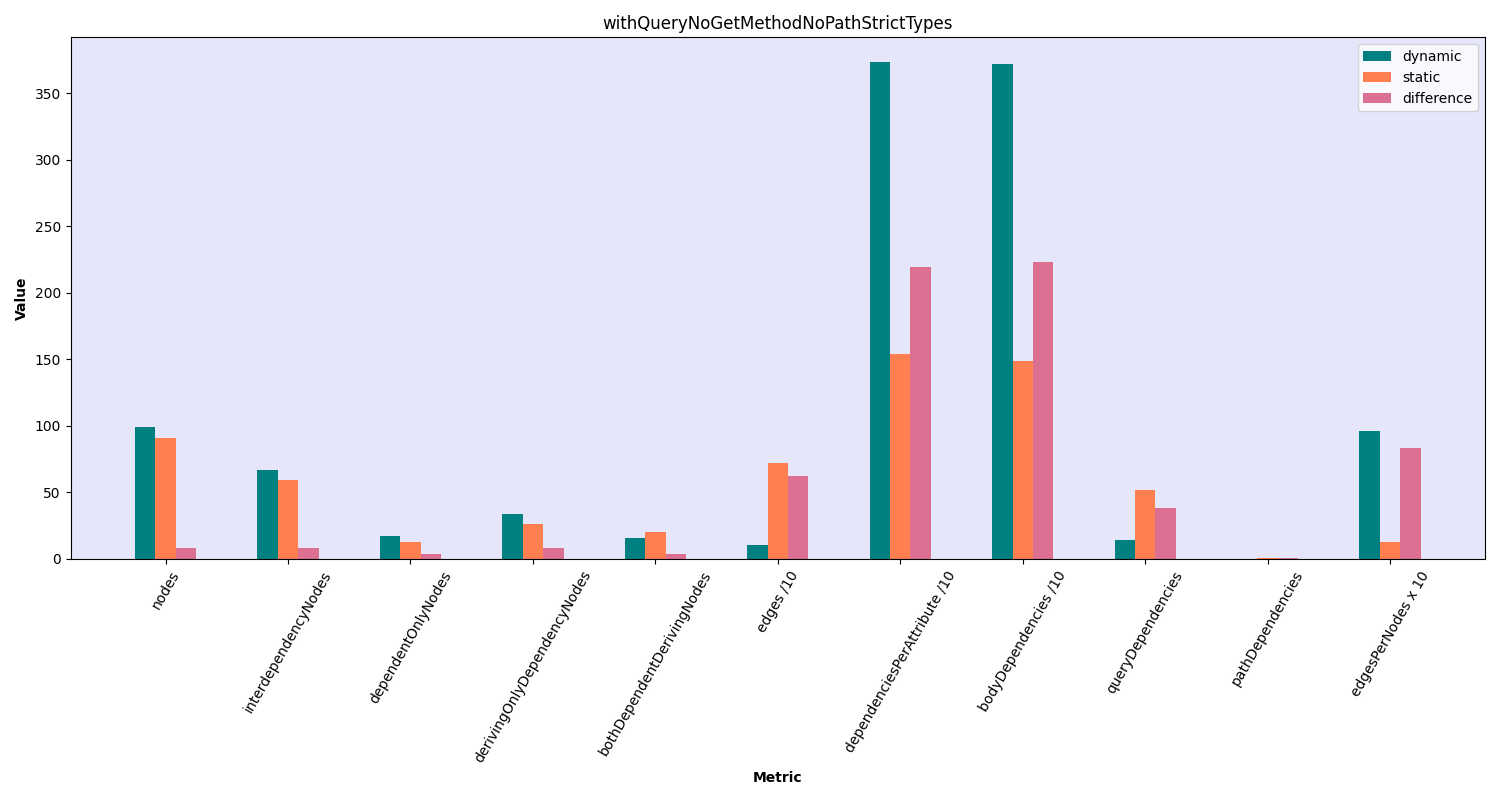 withQueryNoGetMethodNoPathStrictTypes
dynamic
static
difference
Value
350
300
250
200
150
100
50
0
nodes
interdependencyNodes
dependentOnlyNodes
derivingOnlyDependencyNodes
bothDependentDerivingNodes
edges /10
dependenciesPerAttribute /10
bodyDependencies /10
queryDependencies
pathDependencies
edgesPerNodes x 10
Metric